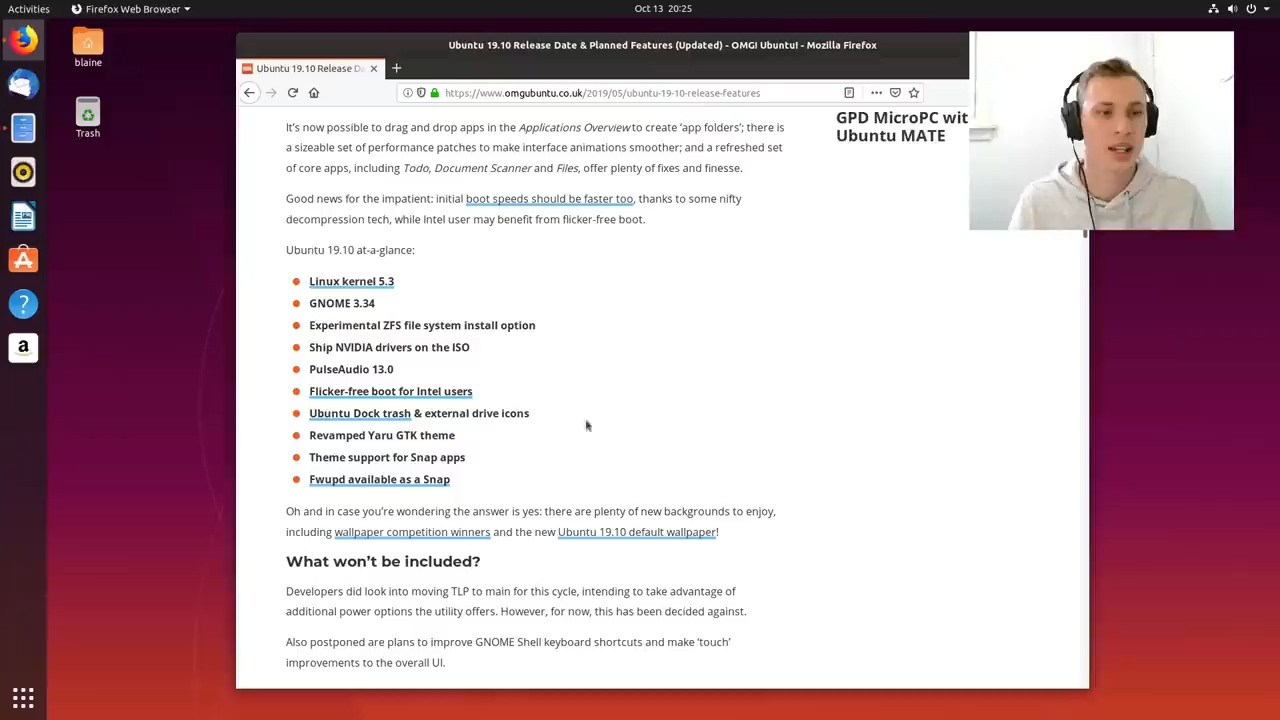 Activities
Firefox Web Browser
Oct 13 20:25
blaine
Trash
Ubuntu 19.10 Release Date & Planned Features (Updated) - OMG! Ubuntu! - Mozilla Firefox
Ubuntu 19.10 Release Da
https://www.omgubuntu.co.uk/2019/05/ubuntu-19-10-release-features
It’s now possible to drag and drop apps in the Applications Overview to create ‘app folders’; there is
a sizeable set of performance patches to make interface animations smoother; and a refreshed set
of core apps, including Todo, Document Scanner and Files, offer plenty of fixes and finesse.
GPD MicroPC wit
Ubuntu MATE
Good news for the impatient: initial boot speeds should be faster too, thanks to some nifty
decompression tech, while Intel user may benefit from flicker-free boot.
Ubuntu 19.10 at-a-glance:
Linux kernel 5.3
GNOME 3.34
Experimental ZFS file system install option
Ship NVIDIA drivers on the ISO
PulseAudio 13.0
Flicker-free boot for Intel users
Ubuntu Dock trash & external drive icons
Revamped Yaru GTK theme
Theme support for Snap apps
Fwupd available as a Snap
Oh and in case you’re wondering the answer is yes: there are plenty of new backgrounds to enjoy,
including wallpaper competition winners and the new Ubuntu 19.10 default wallpaper!
What won’t be included?
Developers did look into moving TLP to main for this cycle, intending to take advantage of
additional power options the utility offers. However, for now, this has been decided against.
Also postponed are plans to improve GNOME Shell keyboard shortcuts and make ‘touch’
improvements to the overall UI.